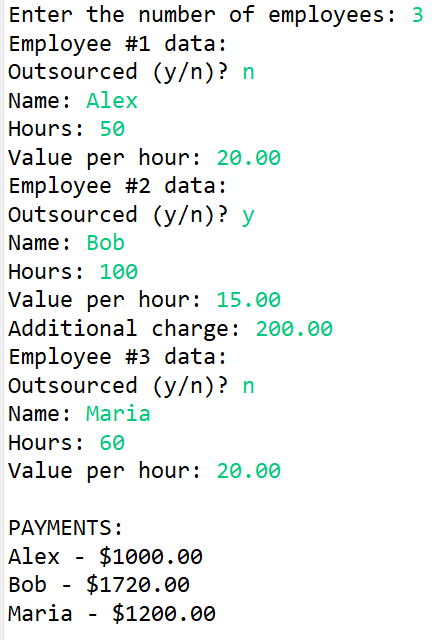 Enter the number of employees: 3
Employee #1 data:
Outsourced (y/n)? n
Name: Alex
Hours: 50
Value per hour: 20.00
Employee #2 data:
Outsourced (y/n)? y
Name: Bob
Hours: 100
Value per hour: 15.00
Additional charge: 200.00
Employee #3 data:
Outsourced (y/n)? n
Name: Maria
Hours: 60
Value per hour: 20.00
PAYMENTS:
Alex - $1000.00
Bob - $1720.00
Maria - $1200.00